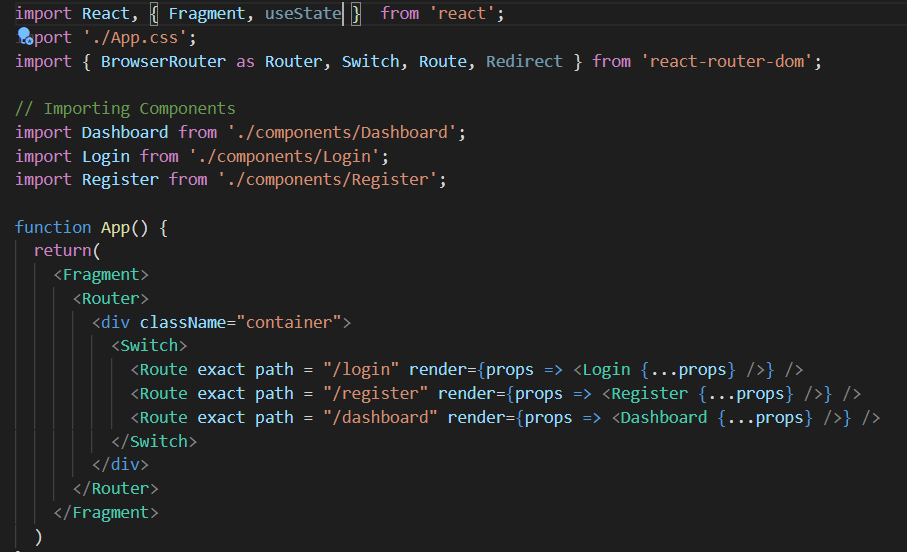 import React, { Fragment, useState }  from 'react';
import './App.css';
import { BrowserRouter as Router, Switch, Route, Redirect } from 'react-router-dom';

// Importing Components
import Dashboard from './components/Dashboard';
import Login from './components/Login';
import Register from './components/Register';

function App() {
  return(
    <Fragment>
      <Router>
        <div className="container">
          <Switch>
            <Route exact path = "/login" render={props => <Login {...props} />} />
            <Route exact path = "/register" render={props => <Register {...props} />} />
            <Route exact path = "/dashboard" render={props => <Dashboard {...props} />} />
          </Switch>
        </div>
      </Router>
    </Fragment>
  )